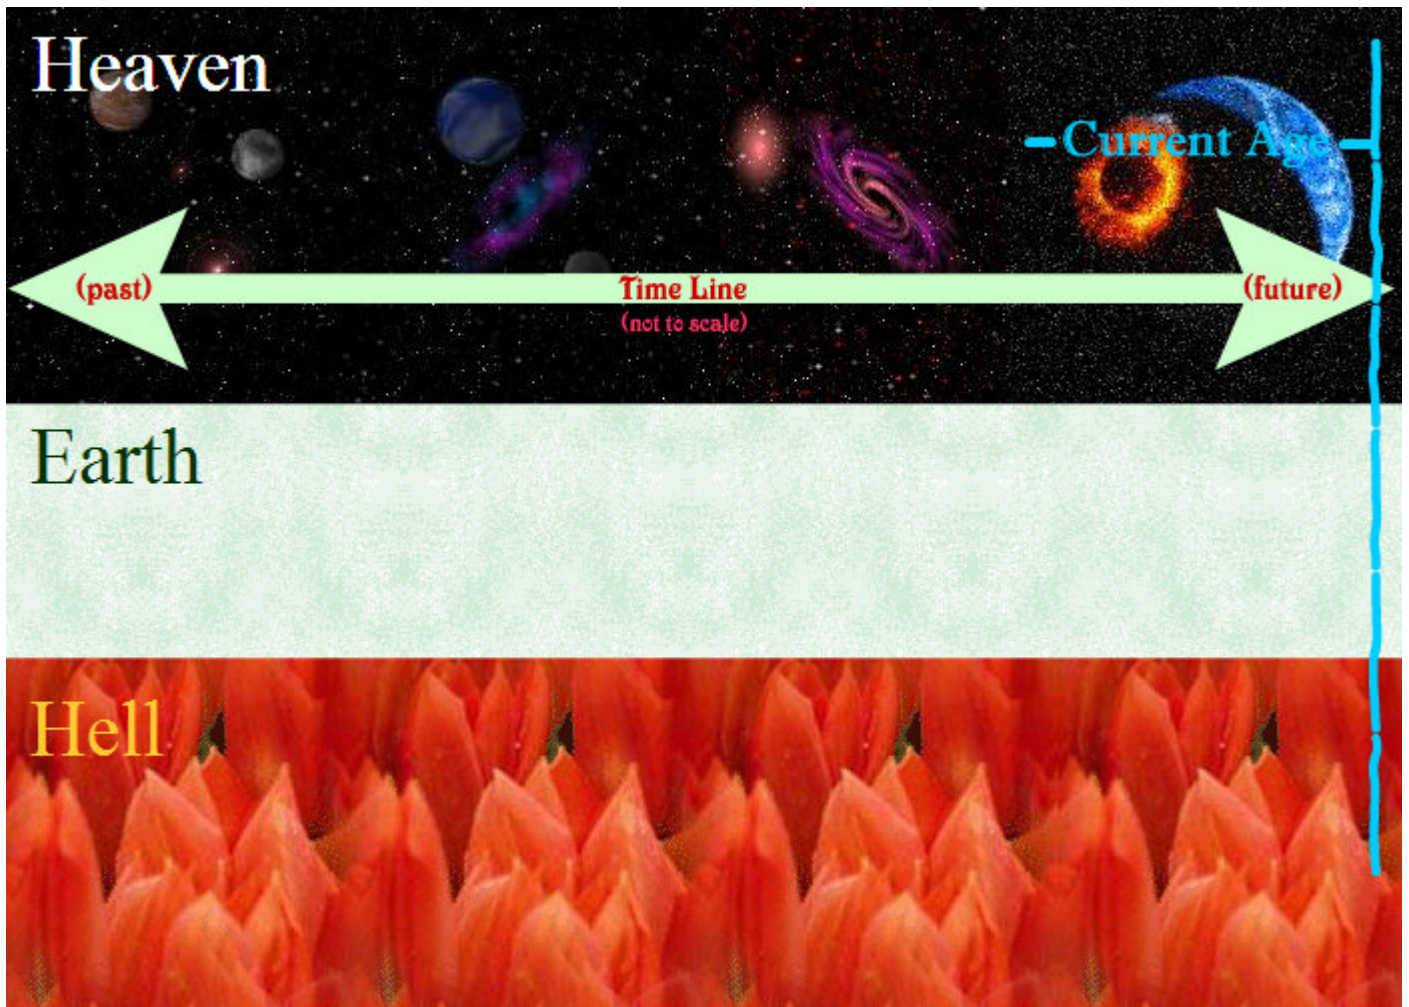 Heaven
Current Age
(past)
Time Line
(future)
(not to scale)
Earth
Hell